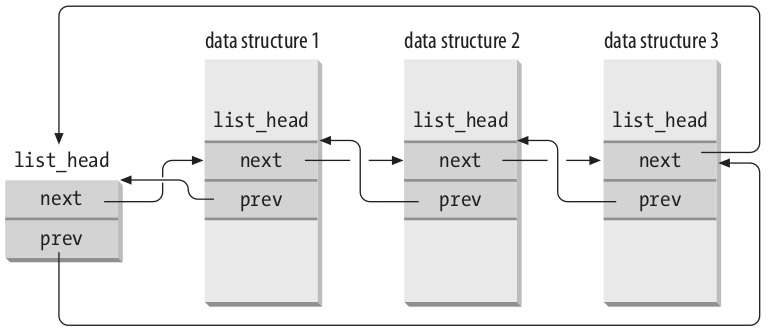 data structure 1
data structure 2
data structure 3
list_head
list_head
list_head
list_head
next
next
next
next
prev
prev
prev
prev